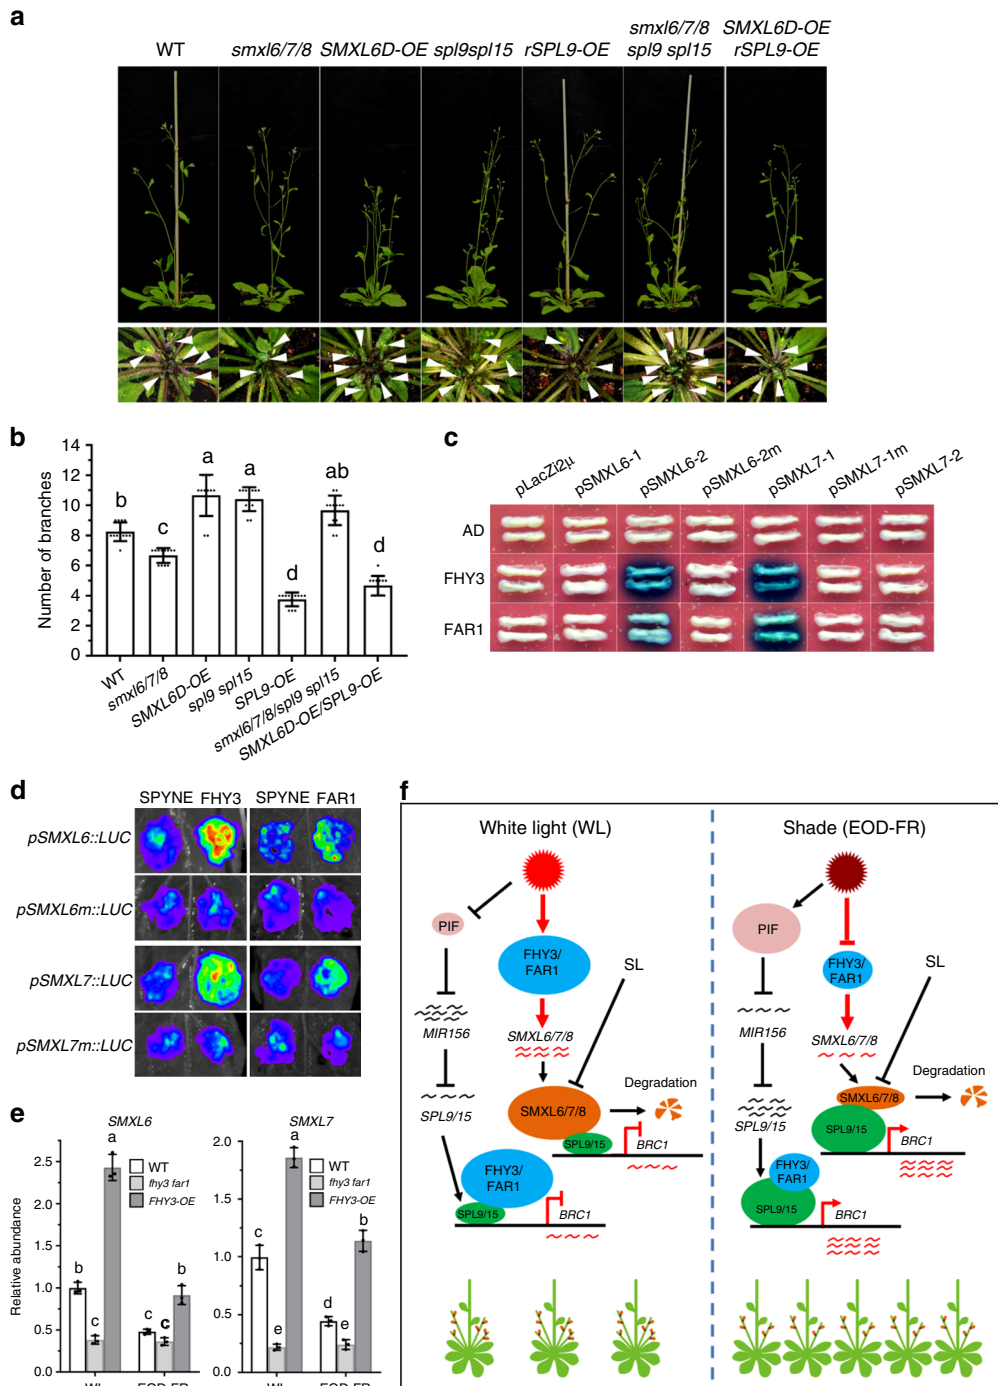 a
WT
smxl6/7/8
SMXL6D-OE
spl9spl15
rSPL9-OE
smxl6/7/8
spl9 spl15
SMXL6D-OE
rSPL9-OE
b
Number of branches
14
12
10
8
6
4
2
0
b
c
a
a
d
ab
d
WT
smxl6/7/8
SMXL6D-OE
spl9 spl15
SPL9-OE
smxl6/7/8/spl9 spl15
SMXL6D-OE/SPL9-OE
c
pLacZi2μ
pSMXL6-1
pSMXL6-2
pSMXL6-2m
pSMXL7-1
pSMXL7-1m
pSMXL7-2
AD
FHY3
FAR1
d
SPYNE FHY3 SPYNE FAR1
pSMXL6::LUC
pSMXL6m::LUC
pSMXL7::LUC
pSMXL7m::LUC
e
SMXL6
Relative abundance
2.5
2.0
1.5
1.0
0.5
0.0
b
c
a
c
c
b
WT
fhy3 far1
FHY3-OE
WL
EOD-FR
SMXL7
2.0
1.5
1.0
0.5
0.0
c
e
a
d
e
b
WT
fhy3 far1
FHY3-OE
WL
EOD-FR
f
White light (WL)
PIF
FHY3/
FAR1
SL
MIR156
SMXL6/7/8
SPL9/15
SMXL6/7/8
Degradation
SPL9/15
BRC1
FHY3/
FAR1
SPL9/15
BRC1
Shade (EOD-FR)
PIF
FHY3/
FAR1
SL
MIR156
SMXL6/7/8
Degradation
SMXL6/7/8
SPL9/15
SPL9/15
BRC1
FHY3/
FAR1
SPL9/15
BRC1